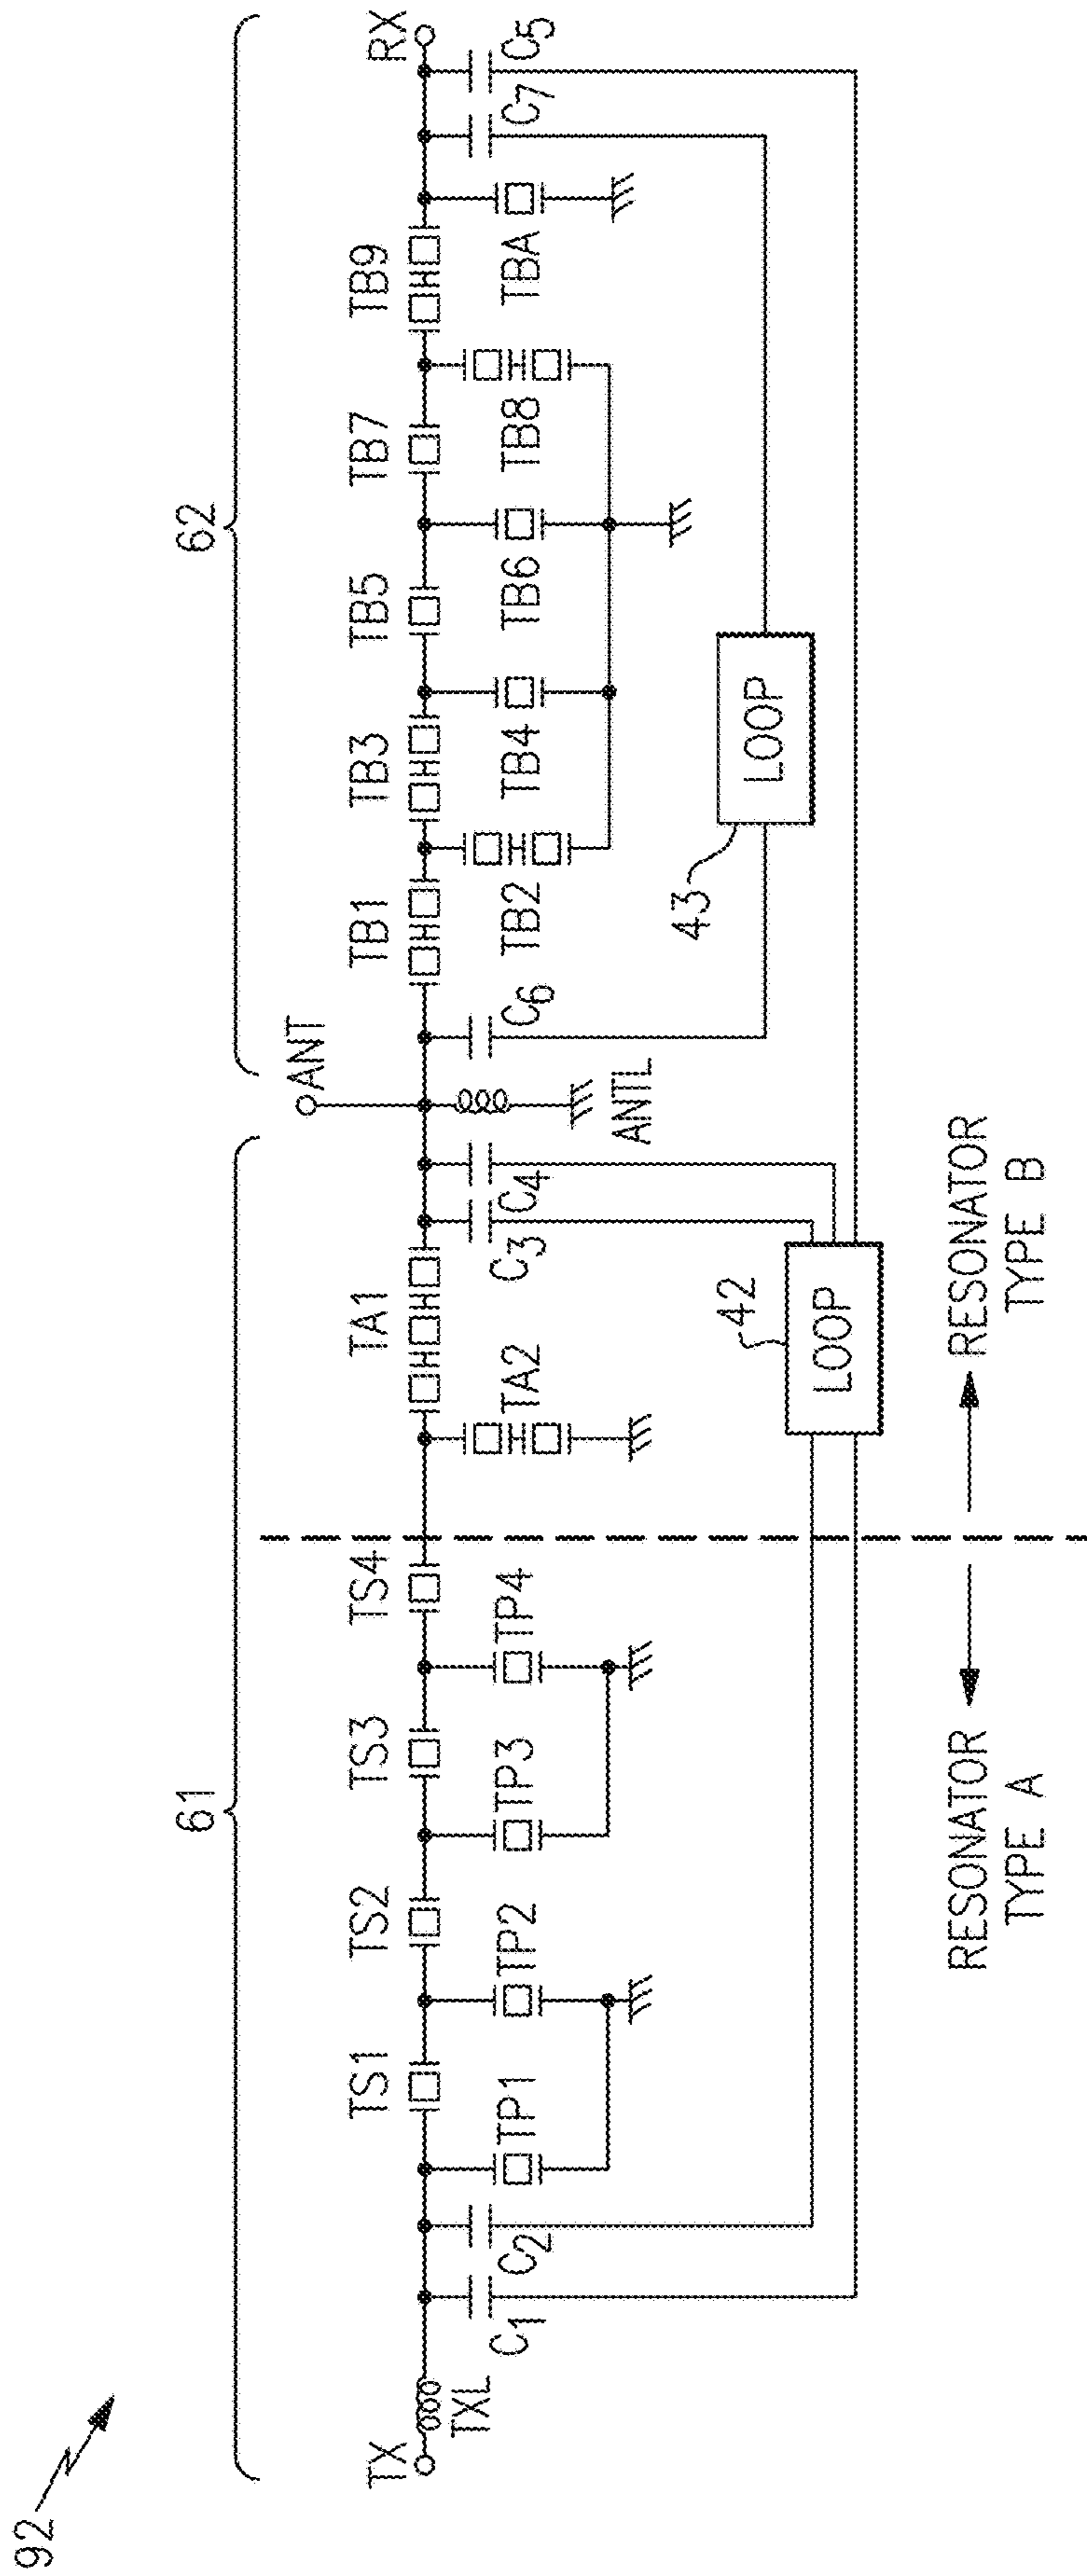 92
61
62
TX
TXL
C1
C2
TP1
TS1
TP2
TS2
TP3
TS3
TP4
TS4
TA2
TA1
C3
C4
ANT
ANTL
C6
TB1
TB2
TB3
TB4
TB5
TB6
TB7
TB8
TB9
TBA
C7
C5
RX
42
LOOP
43
LOOP
RESONATOR
TYPE A
RESONATOR
TYPE B